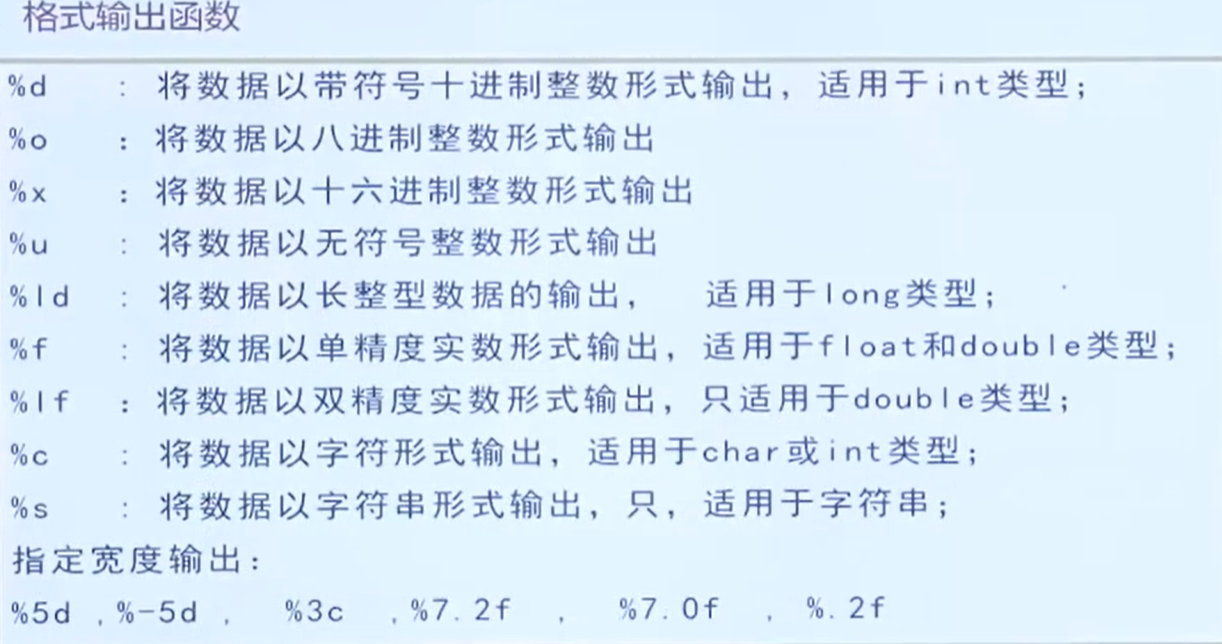 格式输出函数
%d : 将数据以带符号十进制整数形式输出，适用于int类型；
%o ：将数据以八进制整数形式输出
%x ：将数据以十六进制整数形式输出
%u : 将数据以无符号整数形式输出
%ld : 将数据以长整型数据的输出， 适用于long类型；
%f : 将数据以单精度实数形式输出，适用于float和double类型；
%lf ：将数据以双精度实数形式输出，只适用于double类型；
%c : 将数据以字符形式输出，适用于char或int类型；
%s : 将数据以字符串形式输出，只，适用于字符串；
指定宽度输出：
%5d ,%-5d , %3c ,%7.2f , %7.0f , %.2f